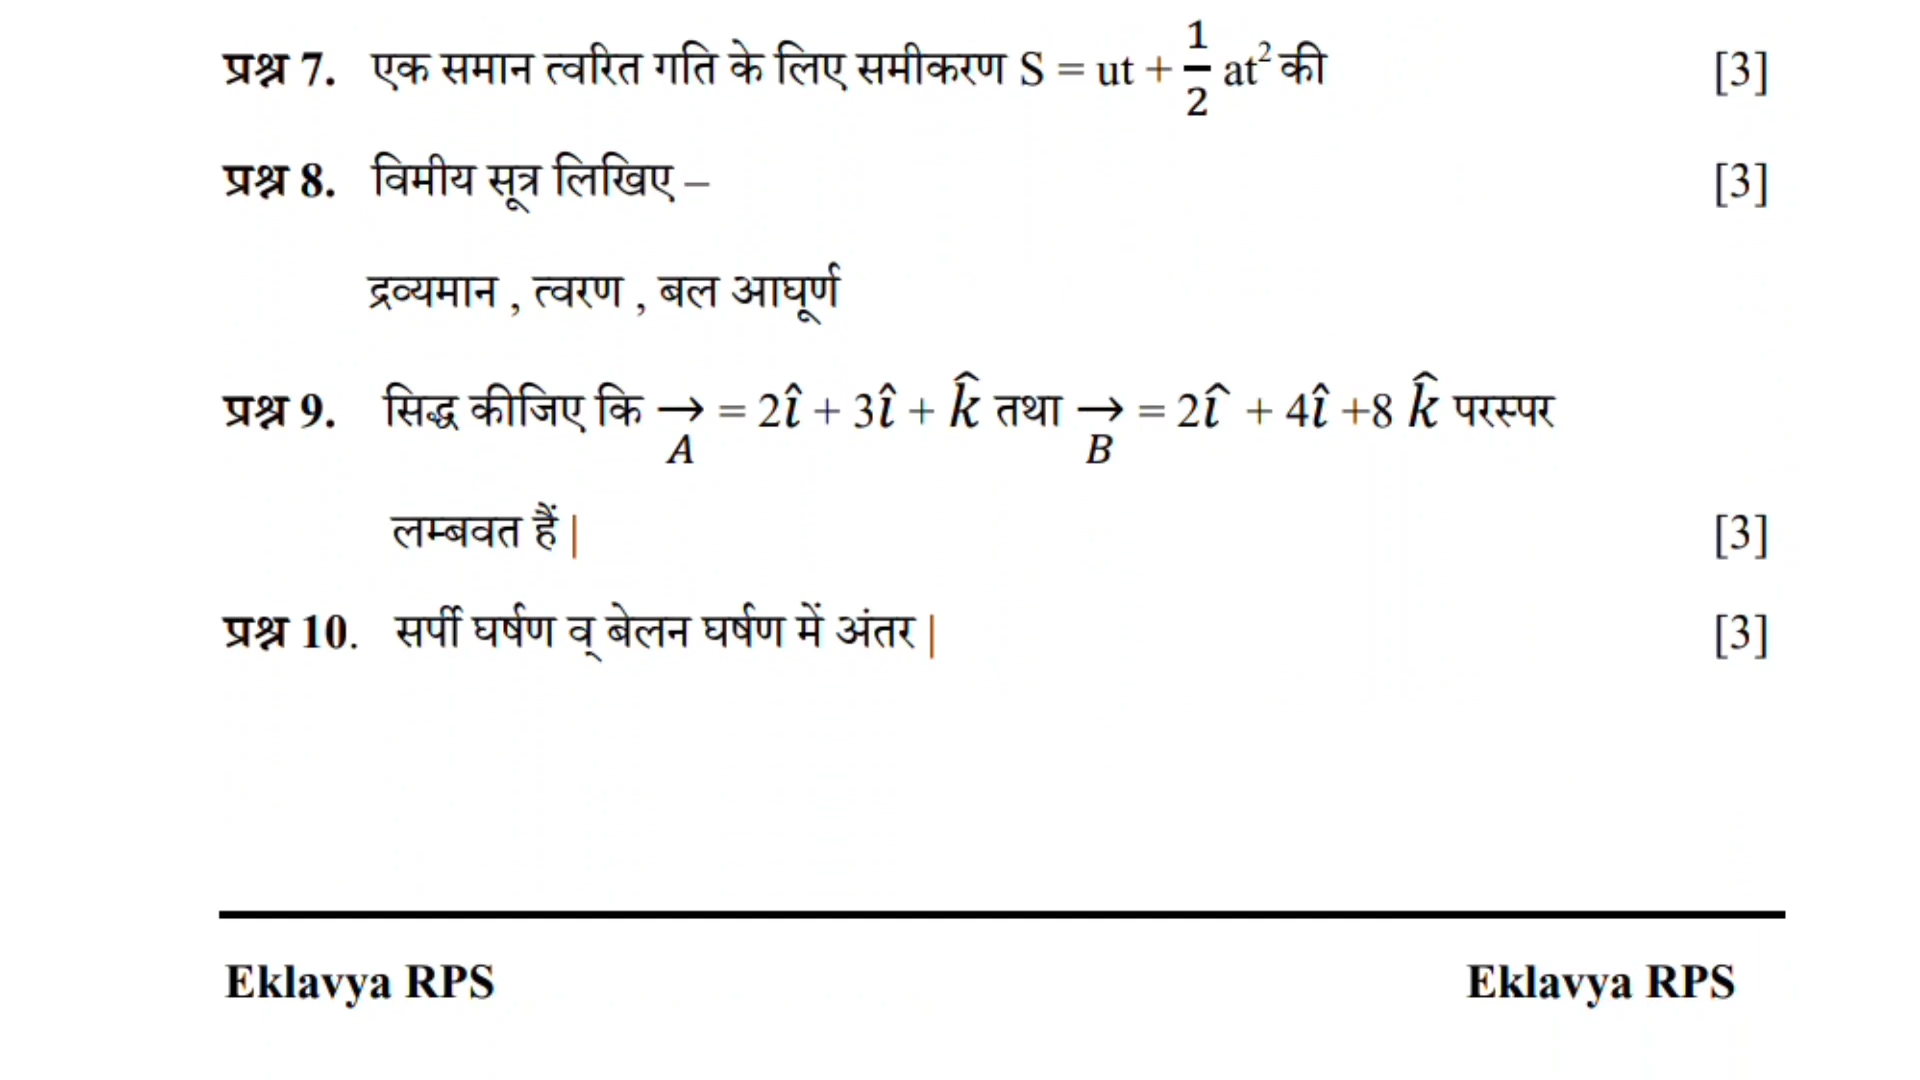 प्रश्न 7. एक समान त्वरित गति के लिए समीकरण S = ut + 1/2 at² की [3]
प्रश्न 8. विमीय सूत्र लिखिए – [3]
द्रव्यमान , त्वरण , बल आघूर्ण
प्रश्न 9. सिद्ध कीजिए कि →A = 2î + 3î + k̂ तथा →B = 2î + 4î +8 k̂ परस्पर
लम्बवत हैं| [3]
प्रश्न 10. सर्पी घर्षण व् बेलन घर्षण में अंतर| [3]
Eklavya RPS Eklavya RPS